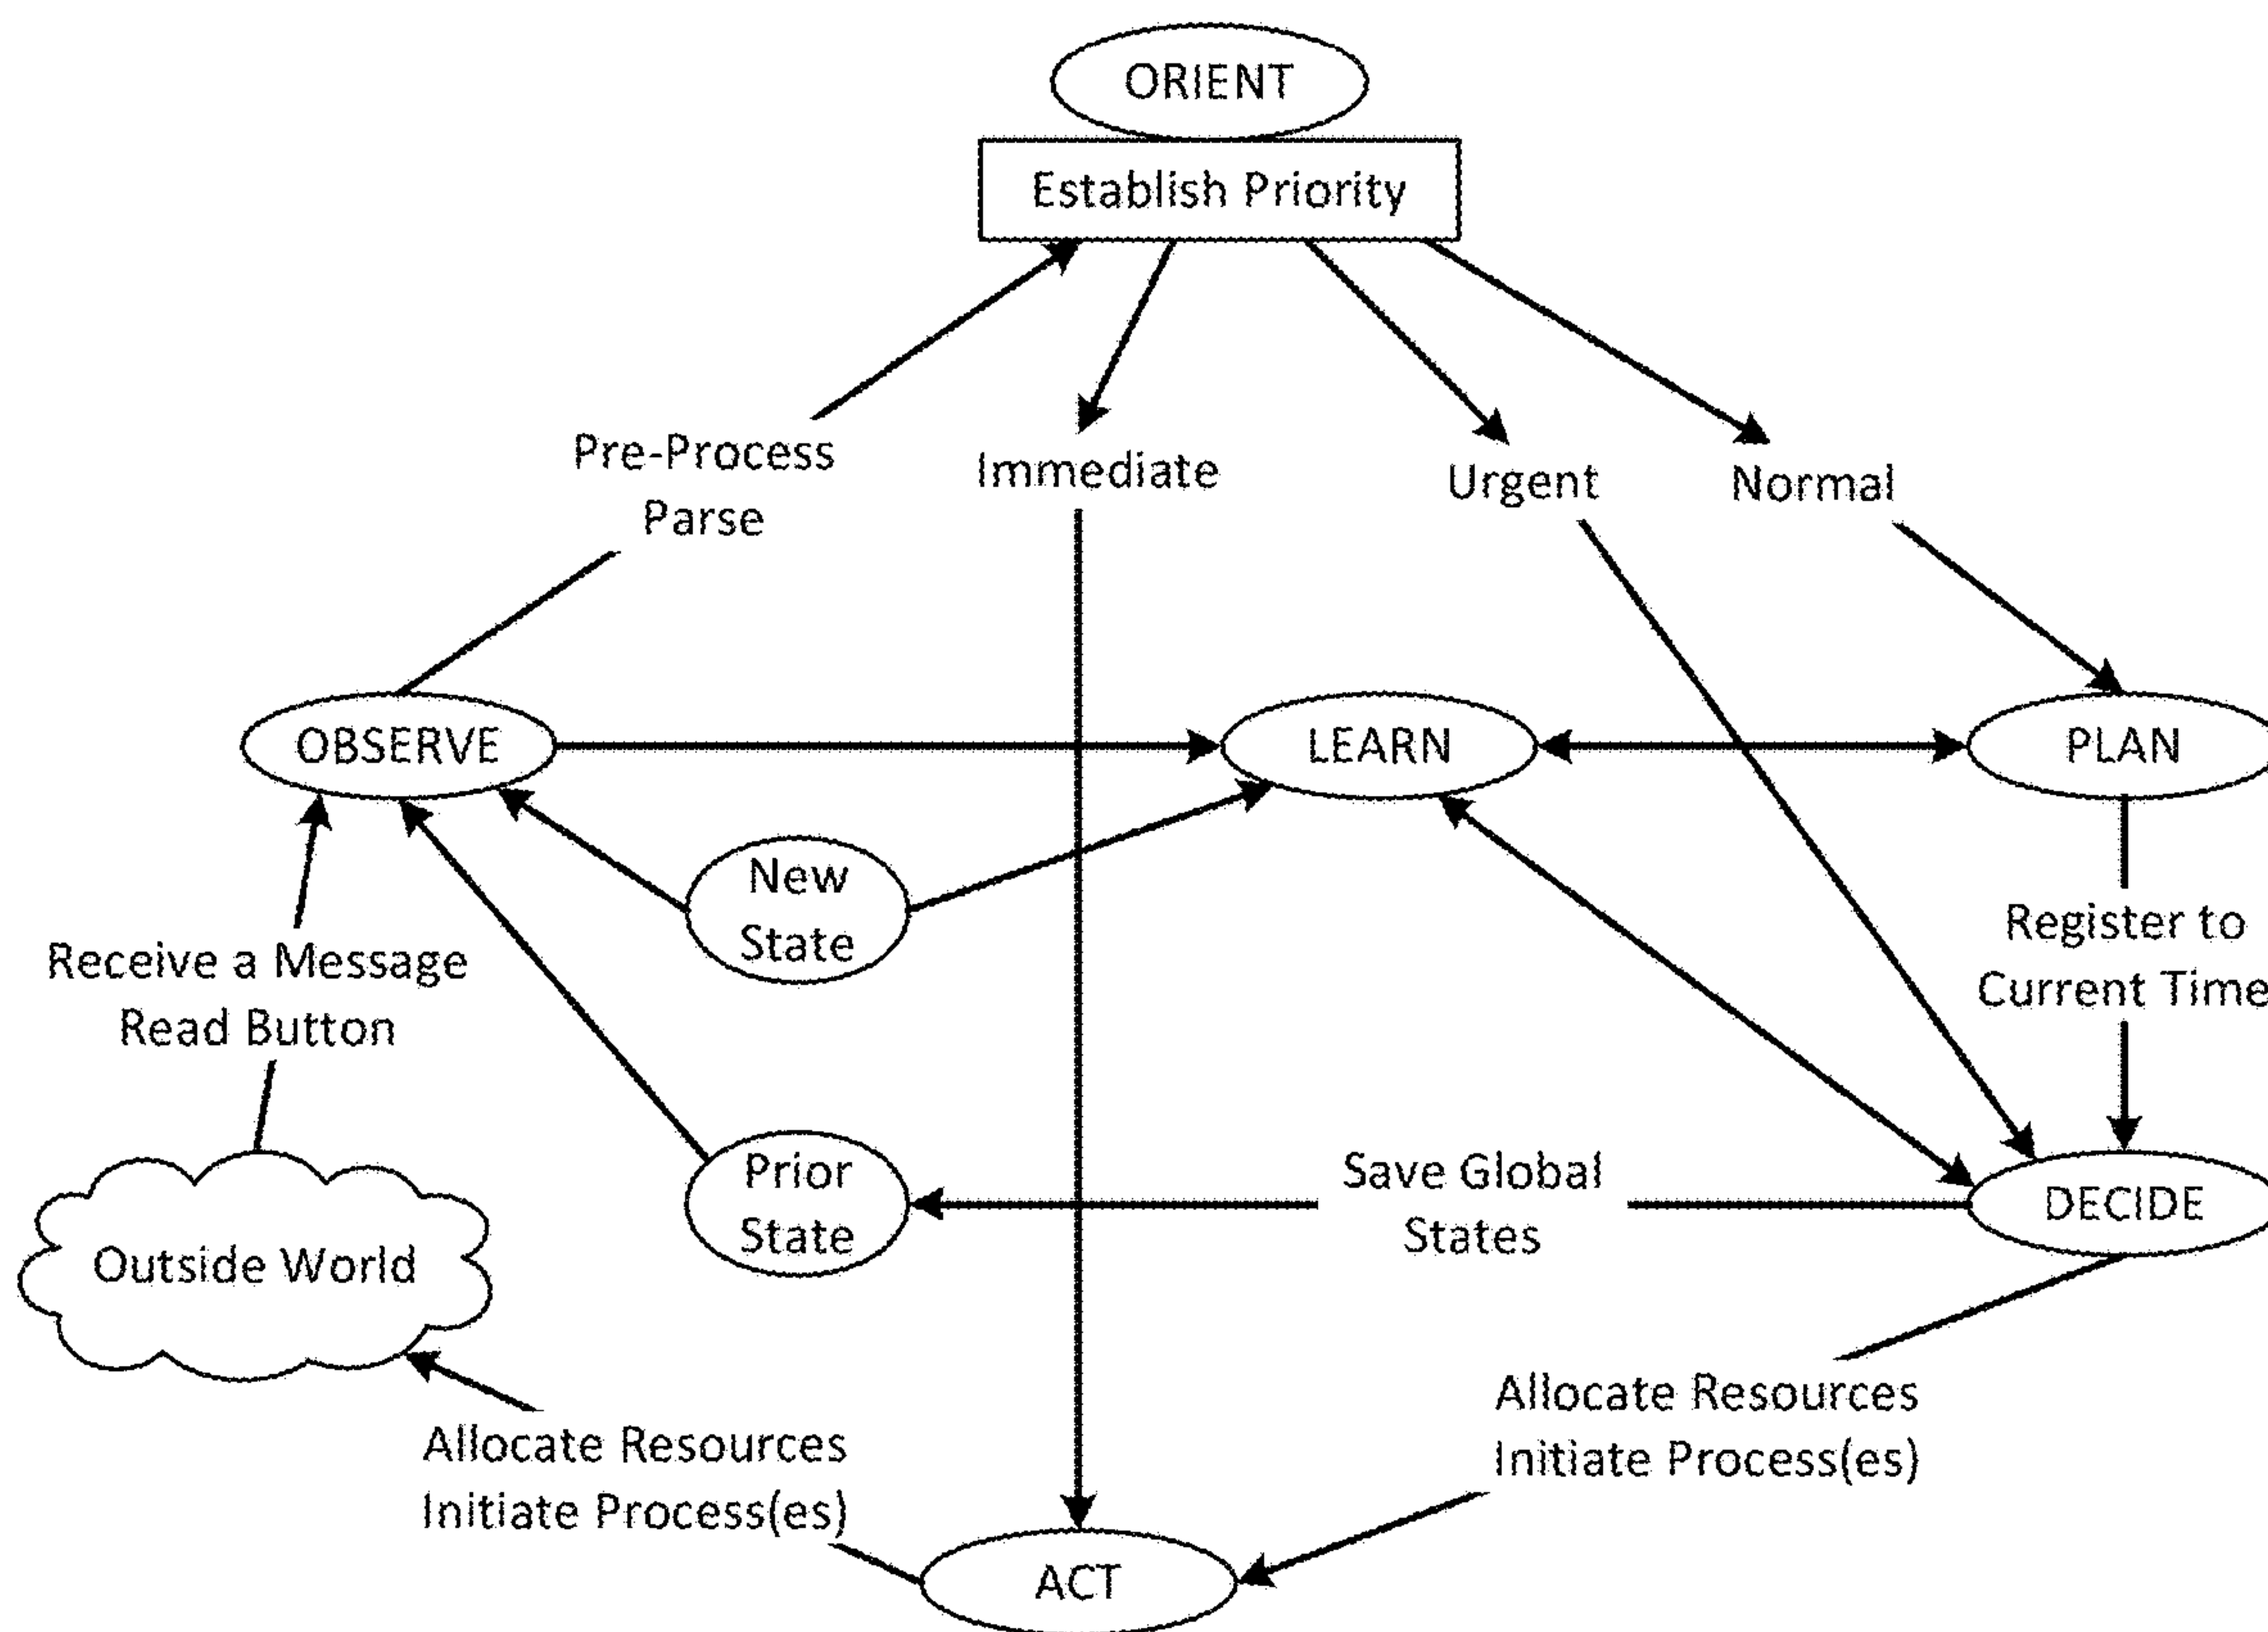 ORIENT
Establish Priority
Pre-Process
Parse
Immediate
Urgent
Normal
OBSERVE
LEARN
PLAN
New
State
Receive a Message
Read Button
Register to
Current Time
Prior
State
Save Global
States
DECIDE
Outside World
Allocate Resources
Initiate Process(es)
Allocate Resources
Initiate Process(es)
ACT